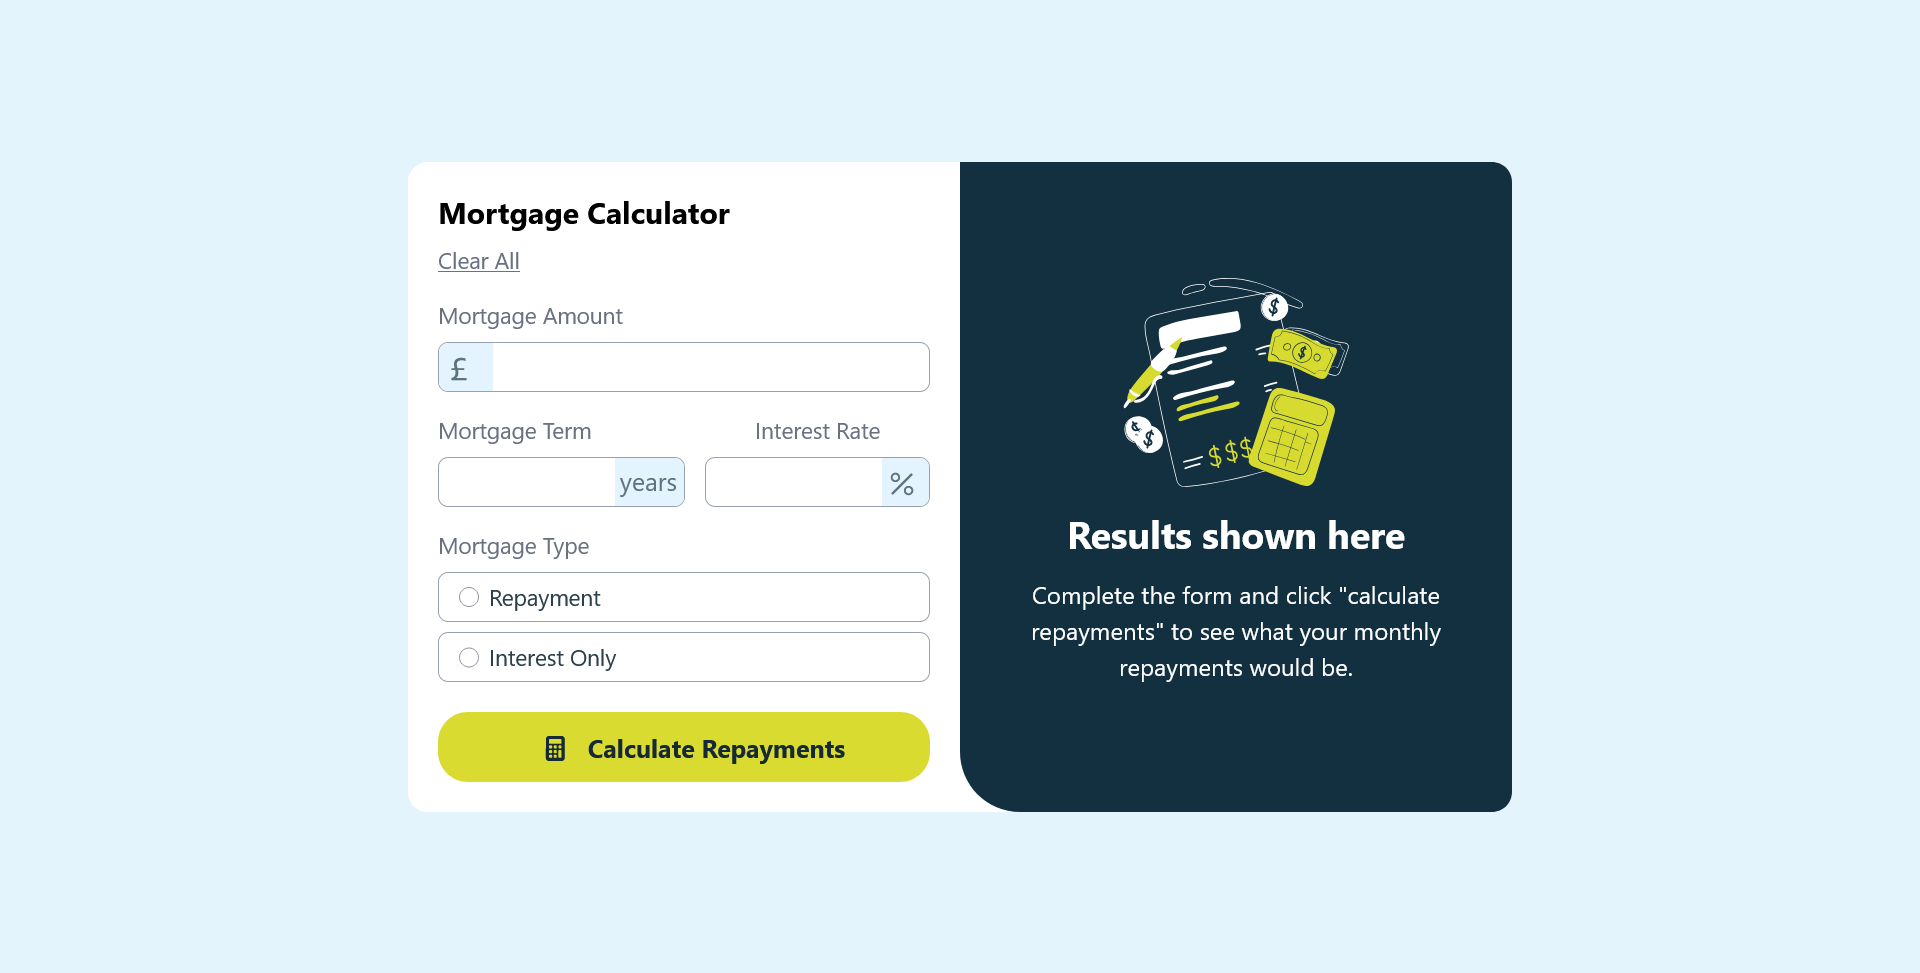 Mortgage Calculator
Clear All
Mortgage Amount
£
Mortgage Term
Interest Rate
years
%
Mortgage Type
Repayment
Interest Only
Calculate Repayments
$
$
$ $
$$$
Results shown here
Complete the form and click "calculate
repayments" to see what your monthly
repayments would be.